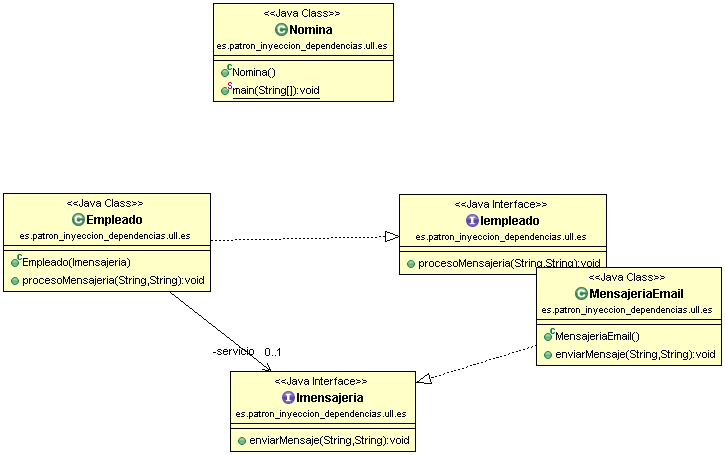 <<Java Class>>
Nomina
es.patron_inyeccion_dependencias.ull.es
Nomina()
main(String[]):void
<<Java Class>>
Empleado
es.patron_inyeccion_dependencias.ull.es
Empleado(Imensajeria)
procesoMensajeria(String,String):void
<<Java Interface>>
Iempleado
es.patron_inyeccion_dependencias.ull.es
procesoMensajeria(String,String):void
<<Java Class>>
MensajeriaEmail
es.patron_inyeccion_dependencias.ull.es
MensajeriaEmail()
enviarMensaje(String,String):void
-servicio 0..1
<<Java Interface>>
Imensajeria
es.patron_inyeccion_dependencias.ull.es
enviarMensaje(String,String):void